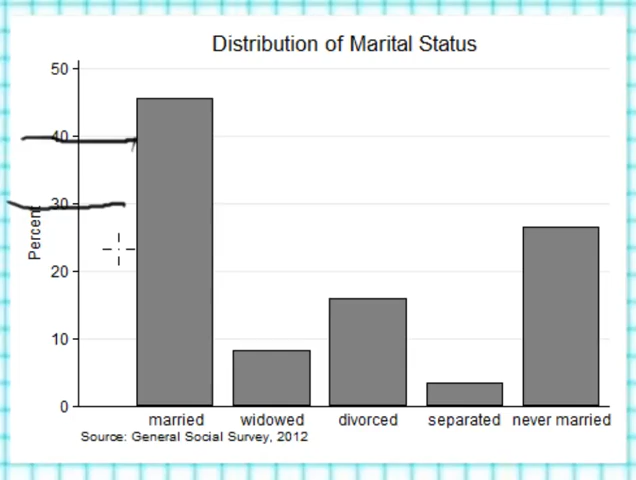 Distribution of Marital Status
50
40
30
20
10
0
Percent
married widowed divorced separated never married
Source: General Social Survey, 2012